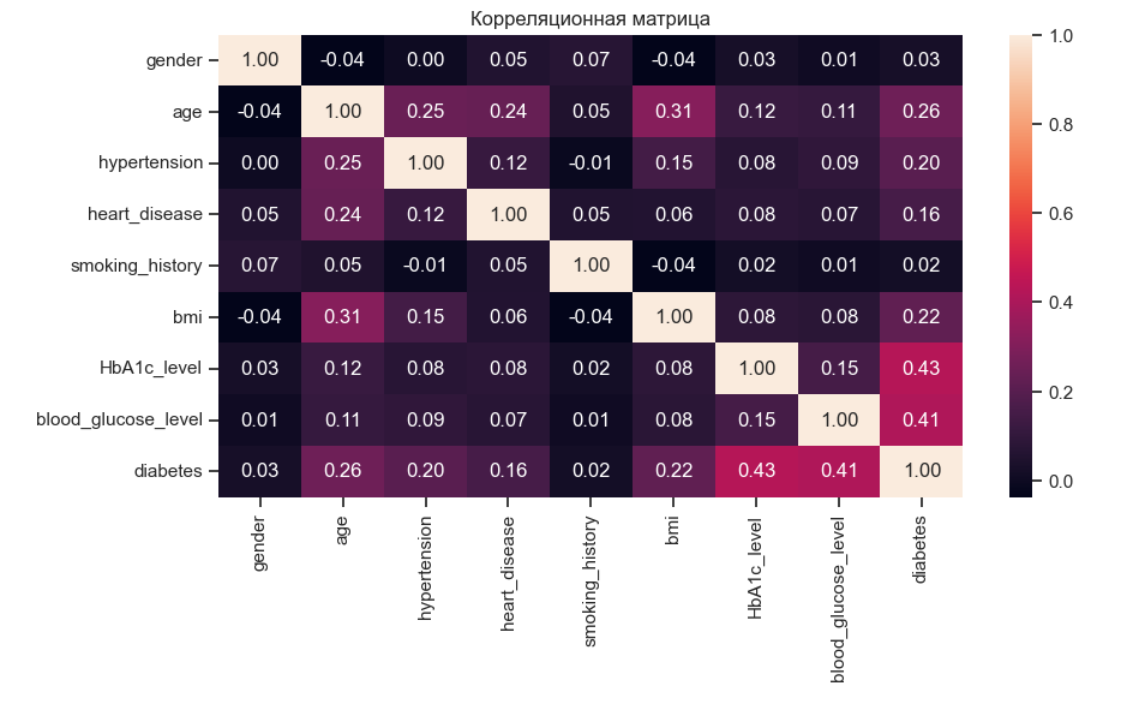 Корреляционная матрица
gender 1.00 -0.04 0.00 0.05 0.07 -0.04 0.03 0.01 0.03
age -0.04 1.00 0.25 0.24 0.05 0.31 0.12 0.11 0.26
hypertension 0.00 0.25 1.00 0.12 -0.01 0.15 0.08 0.09 0.20
heart_disease 0.05 0.24 0.12 1.00 0.05 0.06 0.08 0.07 0.16
smoking_history 0.07 0.05 -0.01 0.05 1.00 -0.04 0.02 0.01 0.02
bmi -0.04 0.31 0.15 0.06 -0.04 1.00 0.08 0.08 0.22
HbA1c_level 0.03 0.12 0.08 0.08 0.02 0.08 1.00 0.15 0.43
blood_glucose_level 0.01 0.11 0.09 0.07 0.01 0.08 0.15 1.00 0.41
diabetes 0.03 0.26 0.20 0.16 0.02 0.22 0.43 0.41 1.00
gender
age
hypertension
heart_disease
smoking_history
bmi
HbA1c_level
blood_glucose_level
diabetes
1.0
0.8
0.6
0.4
0.2
0.0